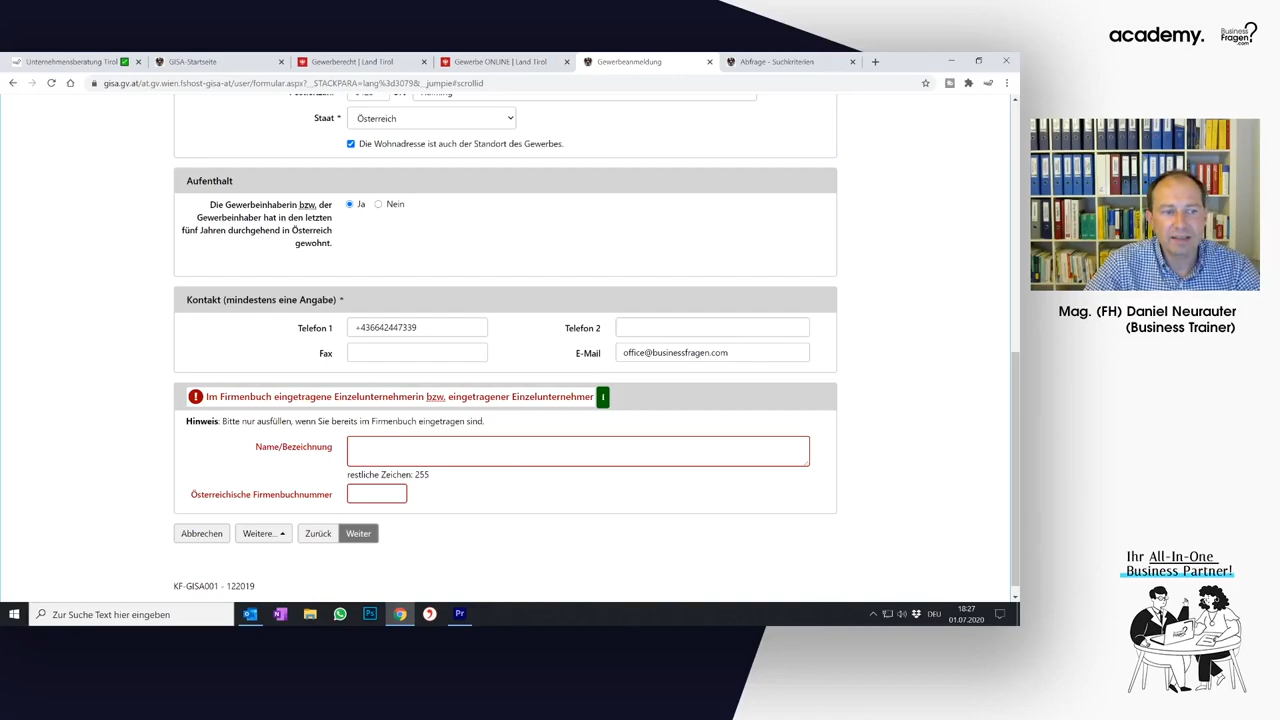 academy.
Business
Fragen
.com
Unternehmensberatung Tirol
GISA-Startseite
Gewerberecht | Land Tirol
Gewerbe ONLINE | Land Tirol
Gewerbeanmeldung
Abfrage - Suchkriterien
gisa.gv.at/at.gv.wien.fshost-gisa-at/user/formular.aspx?__STACKPARA=lang%3d3079&__jumpie#scrollid
Staat *
Österreich
Die Wohnadresse ist auch der Standort des Gewerbes.
Aufenthalt
Die Gewerbeinhaberin bzw. der
Gewerbeinhaber hat in den letzten
fünf Jahren durchgehend in Österreich
gewohnt.
Ja
Nein
Kontakt (mindestens eine Angabe) *
Telefon 1
+436642447339
Telefon 2
Fax
E-Mail
office@businessfragen.com
! Im Firmenbuch eingetragene Einzelunternehmerin bzw. eingetragener Einzelunternehmer i
Hinweis: Bitte nur ausfüllen, wenn Sie bereits im Firmenbuch eingetragen sind.
Name/Bezeichnung
restliche Zeichen: 255
Österreichische Firmenbuchnummer
Abbrechen
Weitere...
Zurück
Weiter
KF-GISA001 - 122019
Zur Suche Text hier eingeben
DEU
18:27
01.07.2020
Mag. (FH) Daniel Neurauter
(Business Trainer)
Ihr All-In-One
Business Partner!